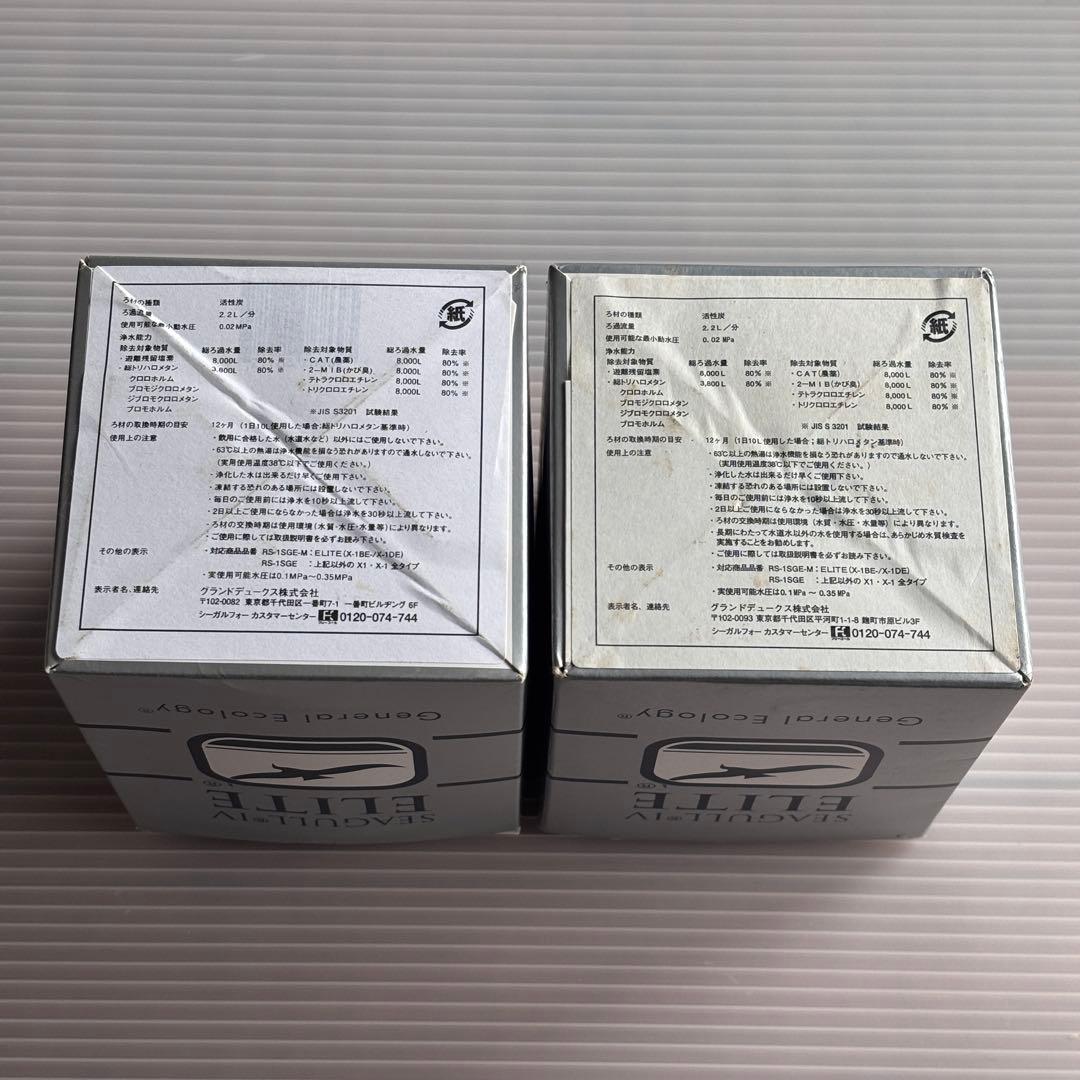 ろ材の種類 活性炭
ろ過流量 2.2L/分
使用可能な最小動水圧 0.02MPa
浄水能力
除去対象物質 総ろ過水量 除去率 除去対象物質 総ろ過水量 除去率
・遊離残留塩素 8,000L 80% ※ ・CAT(農薬) 8,000L 80% ※
・総トリハロメタン 80% ※ ・2-MIB(かび臭) 8,000L 80% ※
クロロホルム ・テトラクロロエチレン 8,000L 80% ※
ブロモジクロロメタン ・トリクロロエチレン 8,000L 80% ※
ジブロモクロロメタン
ブロモホルム ※JIS S3201 試験結果
ろ材の取換時期の目安 12ヶ月(1日10L使用した場合;総トリハロメタン基準時)
使用上の注意 ・飲用に合格した水(水道水など)以外にはご使用しないで下さい。
・63℃以上の熱湯は浄水機能を損なう恐れがありますので通水しないで下さい。
(実用使用温度38℃以下でご使用ください。)
・浄化した水は出来るだけ早くご使用下さい。
・凍結する恐れのある場所には設置しないで下さい。
・毎日のご使用前には浄水を10秒以上流して下さい。
・2日以上ご使用にならなかった場合は浄水を30秒以上流して下さい。
・ろ材の交換時期は使用環境(水質・水圧・水量等)により異なります。
・ご使用に際しては取扱説明書を必ずお読み下さい。
その他の表示 ・対応商品品番 RS-1SGE-M:ELITE(X-1BE-/X-1DE)
RS-1SGE :上記以外の X1・X-1 全タイプ
・実使用可能水圧は0.1MPa~0.35MPa
表示者名、連絡先 グランドデュークス株式会社
〒102-0082 東京都千代田区一番町7-1 一番町ビルヂング 6F
シーガルフォー カスタマーセンター 0120-074-744
紙
General Ecology®
ELITE
SEAGULL®IV
ろ材の種類 活性炭
ろ過流量 2.2L/分
使用可能な最小動水圧 0.02 MPa
浄水能力
除去対象物質 総ろ過水量 除去率 除去対象物質 総ろ過水量 除去率
・遊離残留塩素 8,000L 80% ※ ・CAT(農薬) 8,000L 80% ※
・総トリハロメタン 3,800L 80% ※ ・2-MIB(かび臭) 8,000L 80% ※
クロロホルム ・テトラクロロエチレン 8,000L 80% ※
ブロモジクロロメタン ・トリクロロエチレン 8,000L 80% ※
ジブロモクロロメタン
ブロモホルム ※JIS S 3201 試験結果
ろ材の取換時期の目安 12ヶ月(1日10L使用した場合;総トリハロメタン基準時)
使用上の注意 ・63℃以上の熱湯は浄水機能を損なう恐れがありますので通水しないで下さい。
(実用使用温度38℃以下でご使用下さい。)
・浄化した水は出来るだけ早くご使用下さい。
・凍結する恐れのある場所には設置しないで下さい。
・毎日のご使用前には浄水を10秒以上流して下さい。
・2日以上ご使用にならなかった場合は浄水を30秒以上流して下さい。
・ろ材の交換時期は使用環境(水質・水圧・水量等)により異なります。
・長期にわたって水道水以外の水を使用する場合は、あらかじめ水質検査を
実施することをお勧めします。
・ご使用に際しては取扱説明書を必ずお読み下さい。
その他の表示 ・対応商品品番 RS-1SGE-M:ELITE(X-1BE-/X-1DE)
RS-1SGE :上記以外の X1・X-1 全タイプ
・実使用可能水圧は0.1 MPa~0.35MPa
表示者名、連絡先 グランドデュークス株式会社
〒102-0093 東京都千代田区平河町1-1-8 麹町市原ビル3F
シーガルフォー カスタマーセンター 0120-074-744
紙
General Ecology®
ELITE
SEAGULL®IV